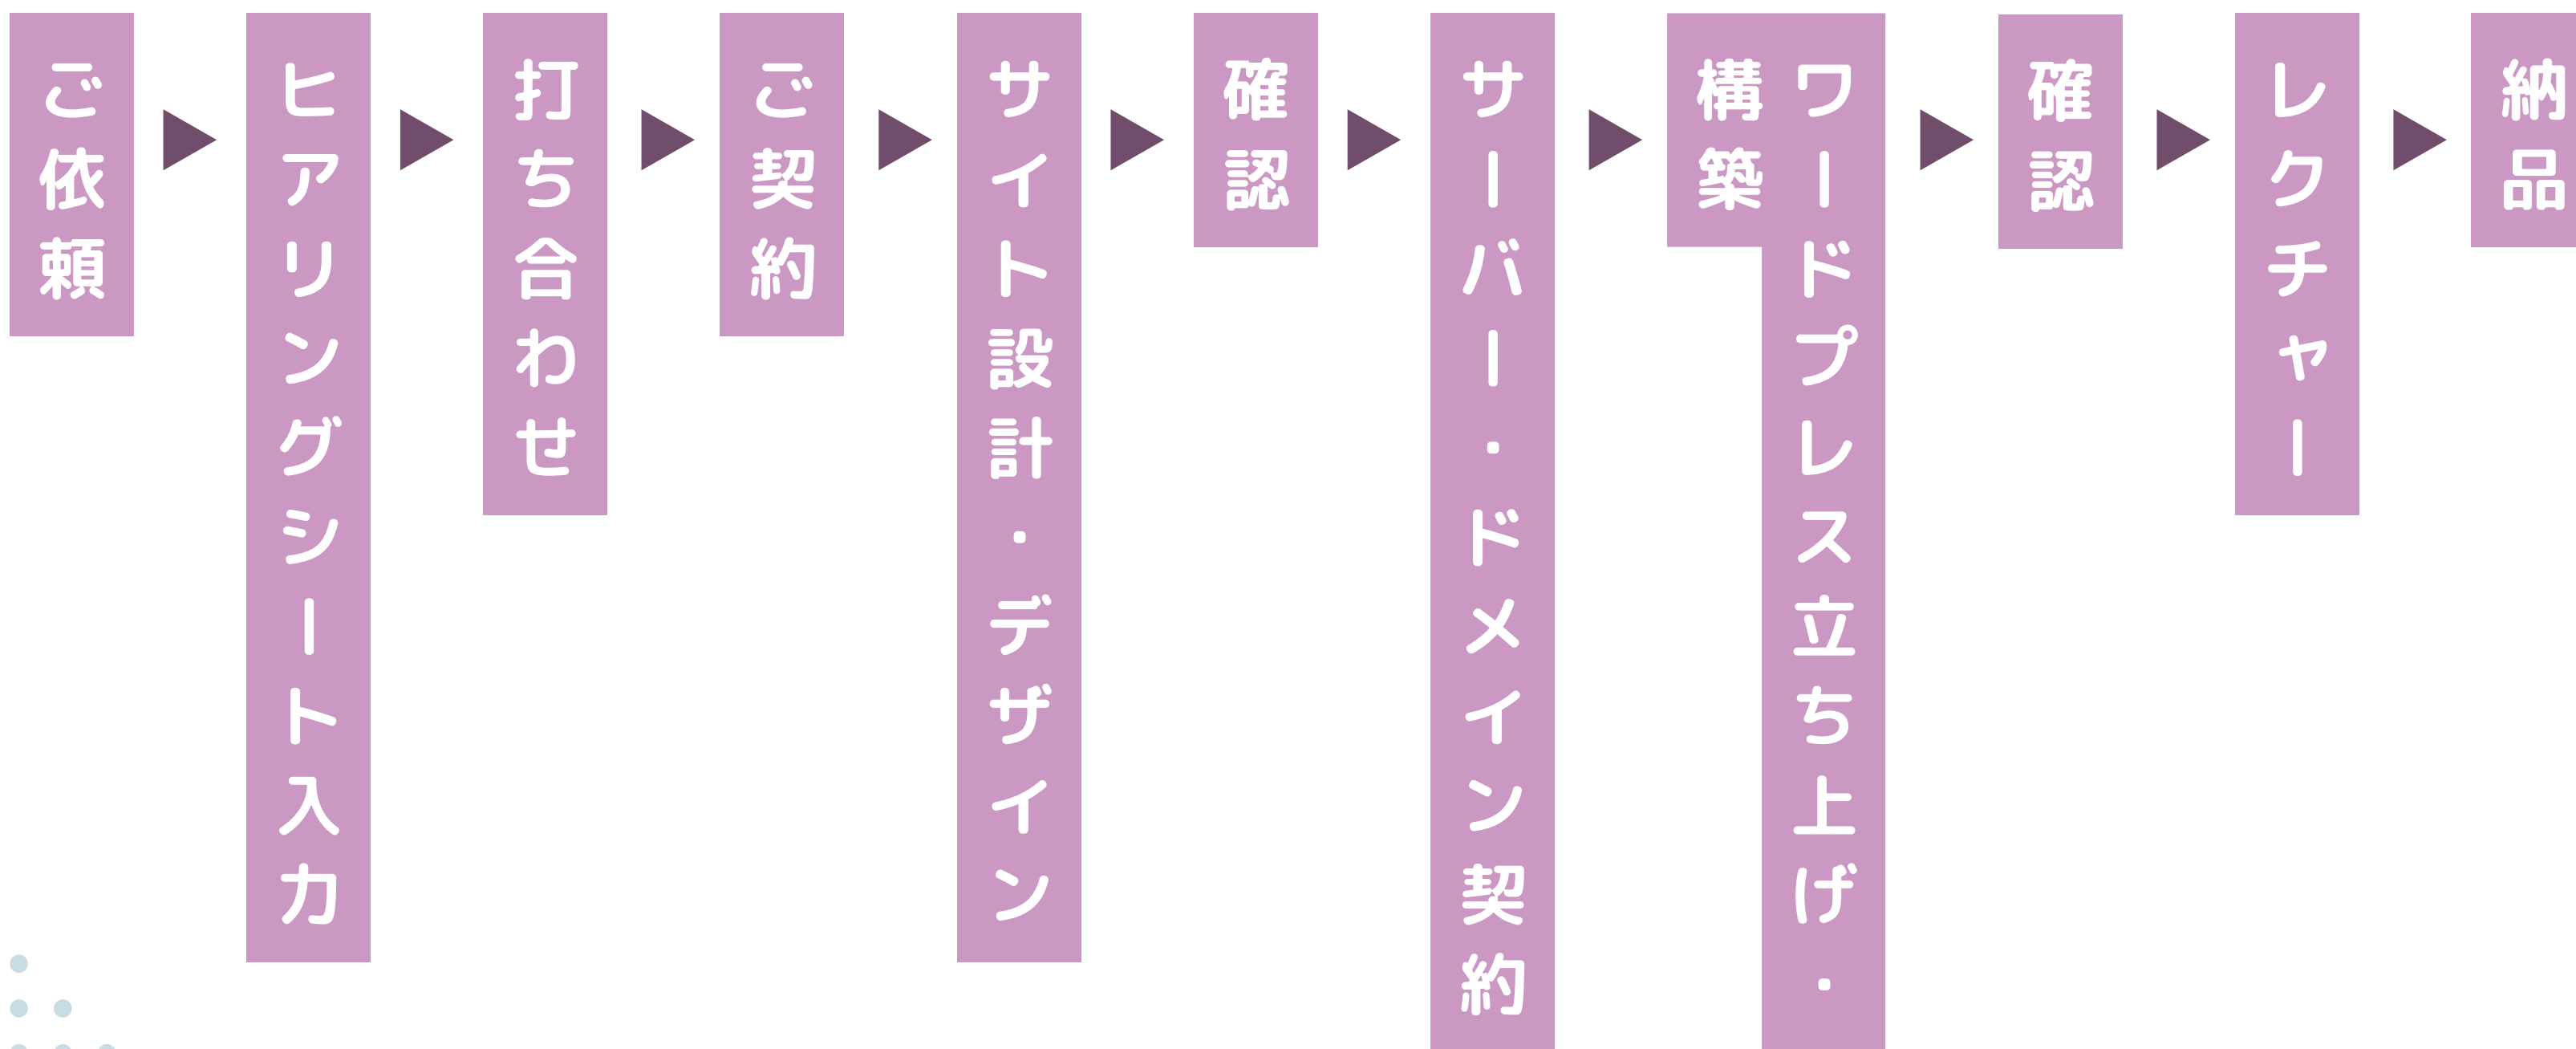 ご依頼
ヒアリングシート入力
打ち合わせ
ご契約
サイト設計・デザイン
確認
サーバー・ドメイン契約
ワードプレス立ち上げ・
構築
確認
レクチャー
納品